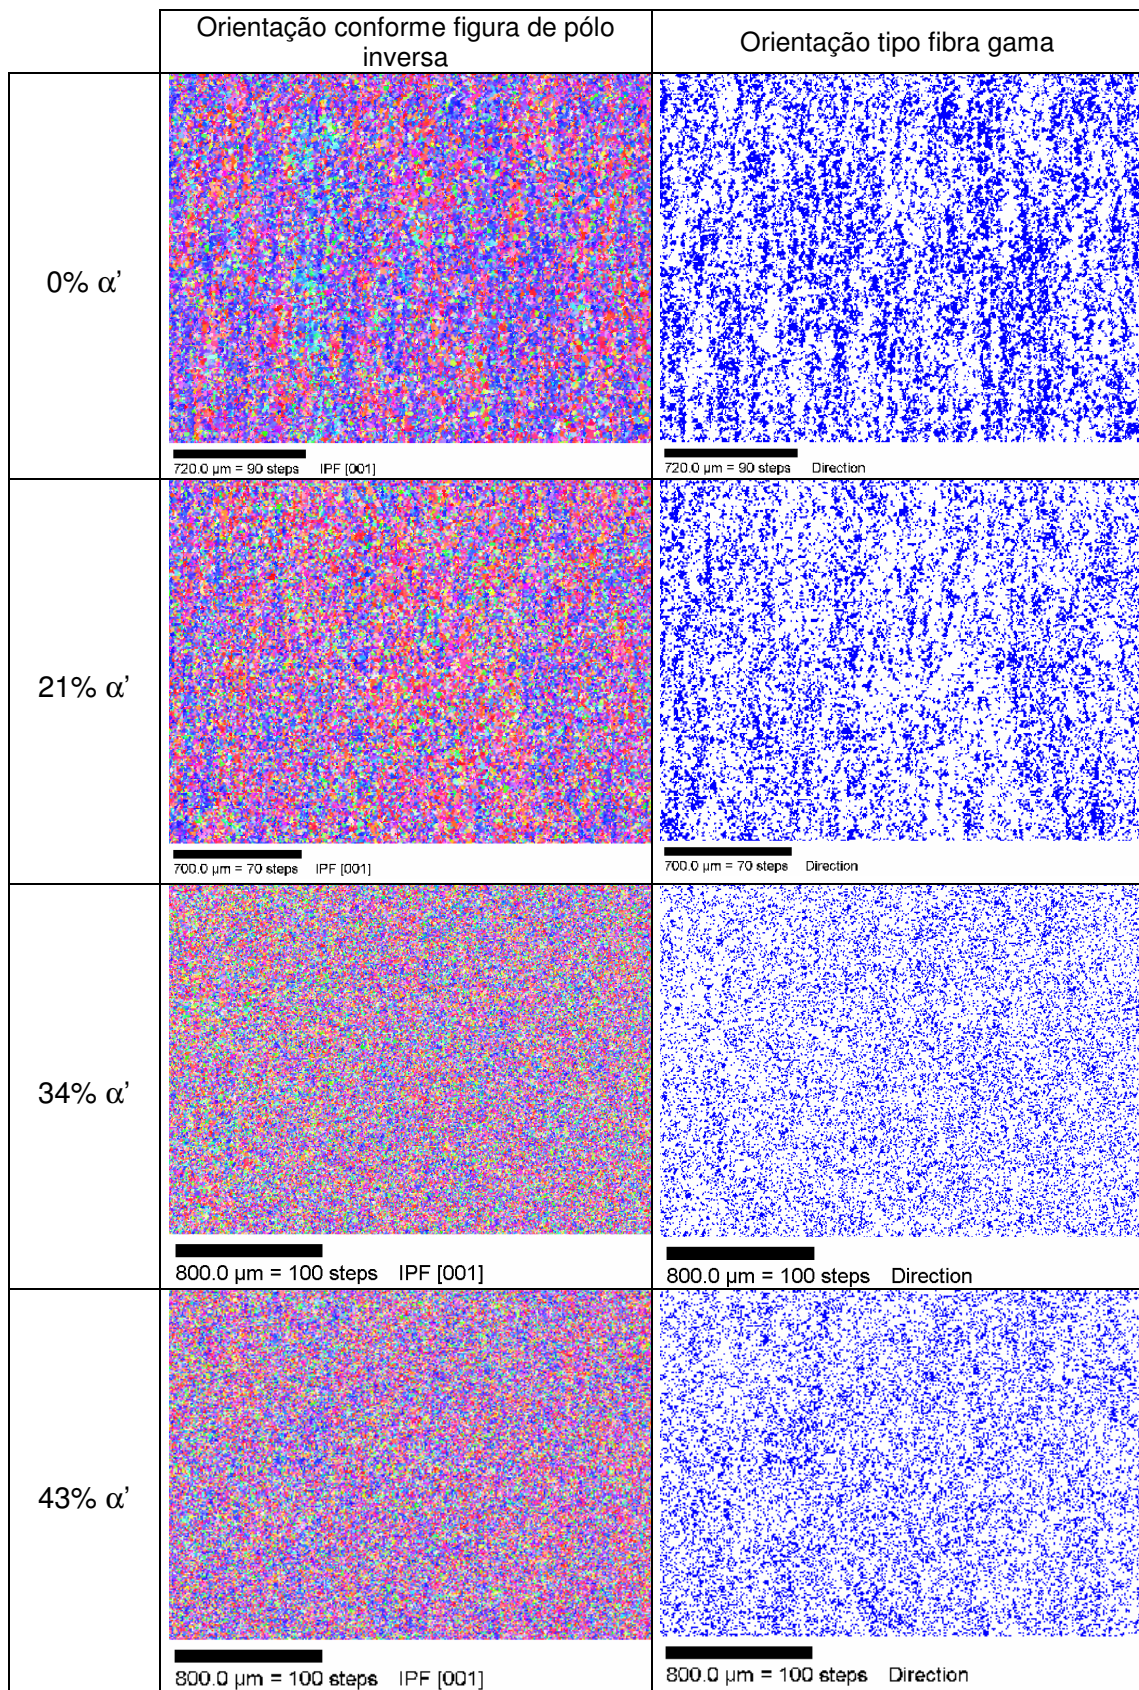 Orientação conforme figura de pólo
inversa
Orientação tipo fibra gama
0% α’
720.0 µm = 90 steps IPF [001]
720.0 µm = 90 steps Direction
21% α’
700.0 µm = 70 steps IPF [001]
700.0 µm = 70 steps Direction
34% α’
800.0 µm = 100 steps IPF [001]
800.0 µm = 100 steps Direction
43% α’
800.0 µm = 100 steps IPF [001]
800.0 µm = 100 steps Direction